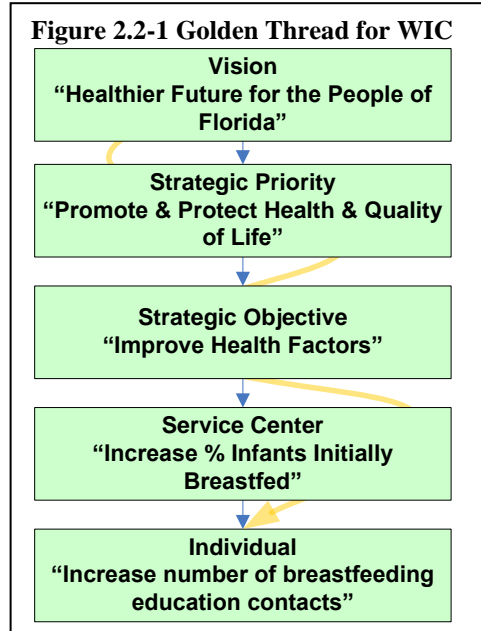 Figure 2.2-1 Golden Thread for WIC
Vision
“Healthier Future for the People of
Florida”
Strategic Priority
“Promote & Protect Health & Quality
of Life”
Strategic Objective
“Improve Health Factors”
Service Center
“Increase % Infants Initially
Breastfed”
Individual
“Increase number of breastfeeding
education contacts”